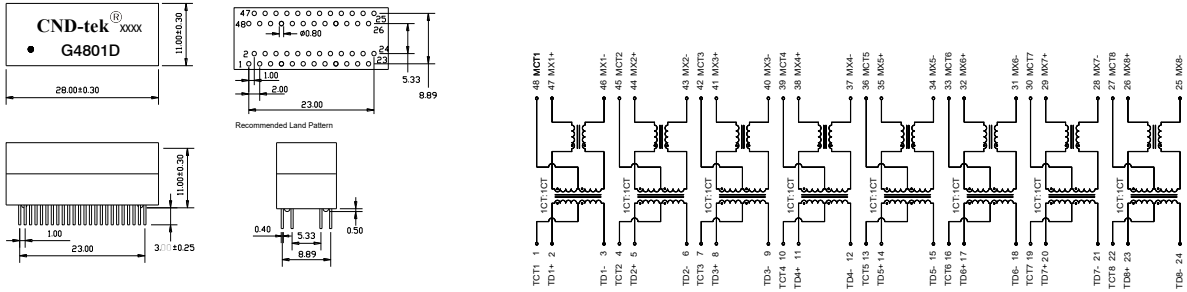 CND-tek® xxxx
G4801D
11.00±0.30
28.00±0.30
47
48
25
26
ø0.80
2
1
24
23
1.00
2.00
5.33
8.89
23.00
Recommended Land Pattern
11.00±0.30
1.00
23.00
3.00±0.25
0.40
5.33
8.89
0.50
48 MCT1
47 MX1+
46 MX1-
45 MCT2
44 MX2+
43 MX2-
42 MCT3
41 MX3+
40 MX3-
39 MCT4
38 MX4+
37 MX4-
36 MCT5
35 MX5+
34 MX5-
33 MCT6
32 MX6+
31 MX6-
30 MCT7
29 MX7+
28 MX7-
27 MCT8
26 MX8+
25 MX8-
1CT:1CT
1CT:1CT
1CT:1CT
1CT:1CT
1CT:1CT
1CT:1CT
1CT:1CT
1CT:1CT
TCT1 1
TD1+ 2
TD1- 3
TCT2 4
TD2+ 5
TD2- 6
TCT3 7
TD3+ 8
TD3- 9
TCT4 10
TD4+ 11
TD4- 12
TCT5 13
TD5+ 14
TD5- 15
TCT6 16
TD6+ 17
TD6- 18
TCT7 19
TD7+ 20
TD7- 21
TCT8 22
TD8+ 23
TD8- 24